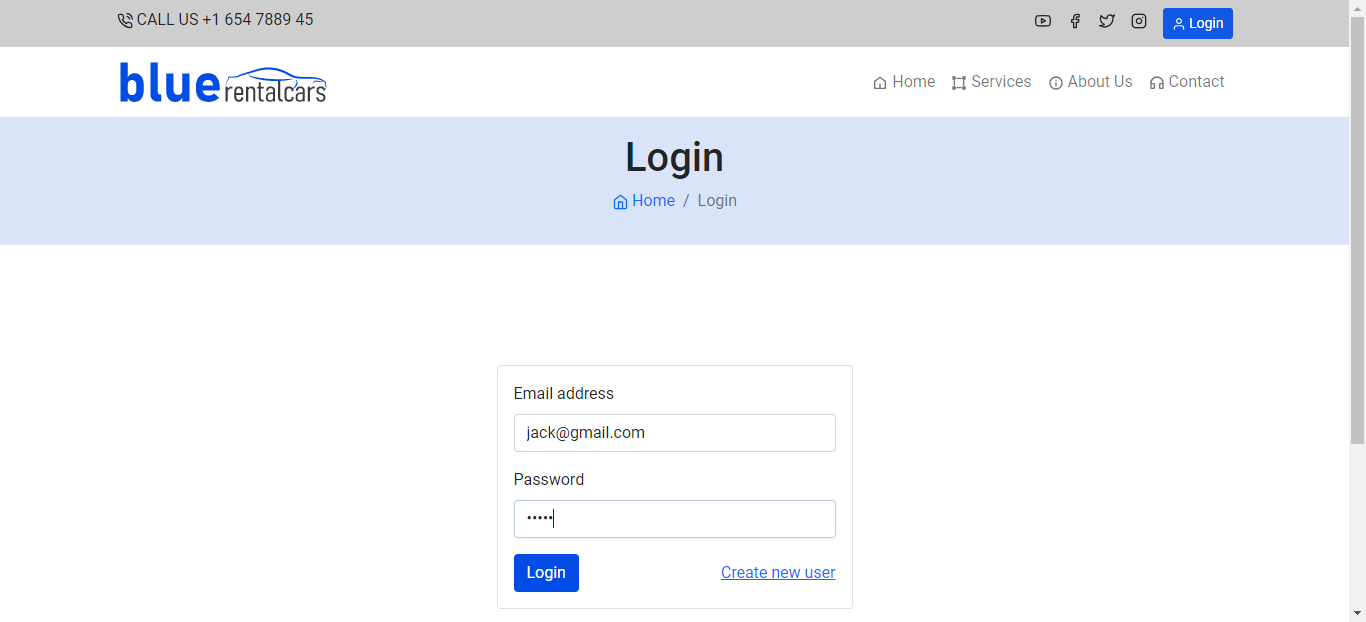 CALL US +1 654 7889 45
Login
blue rentalcars
Home Services About Us Contact
Login
Home / Login
Email address
jack@gmail.com
Password
•••••
Login Create new user